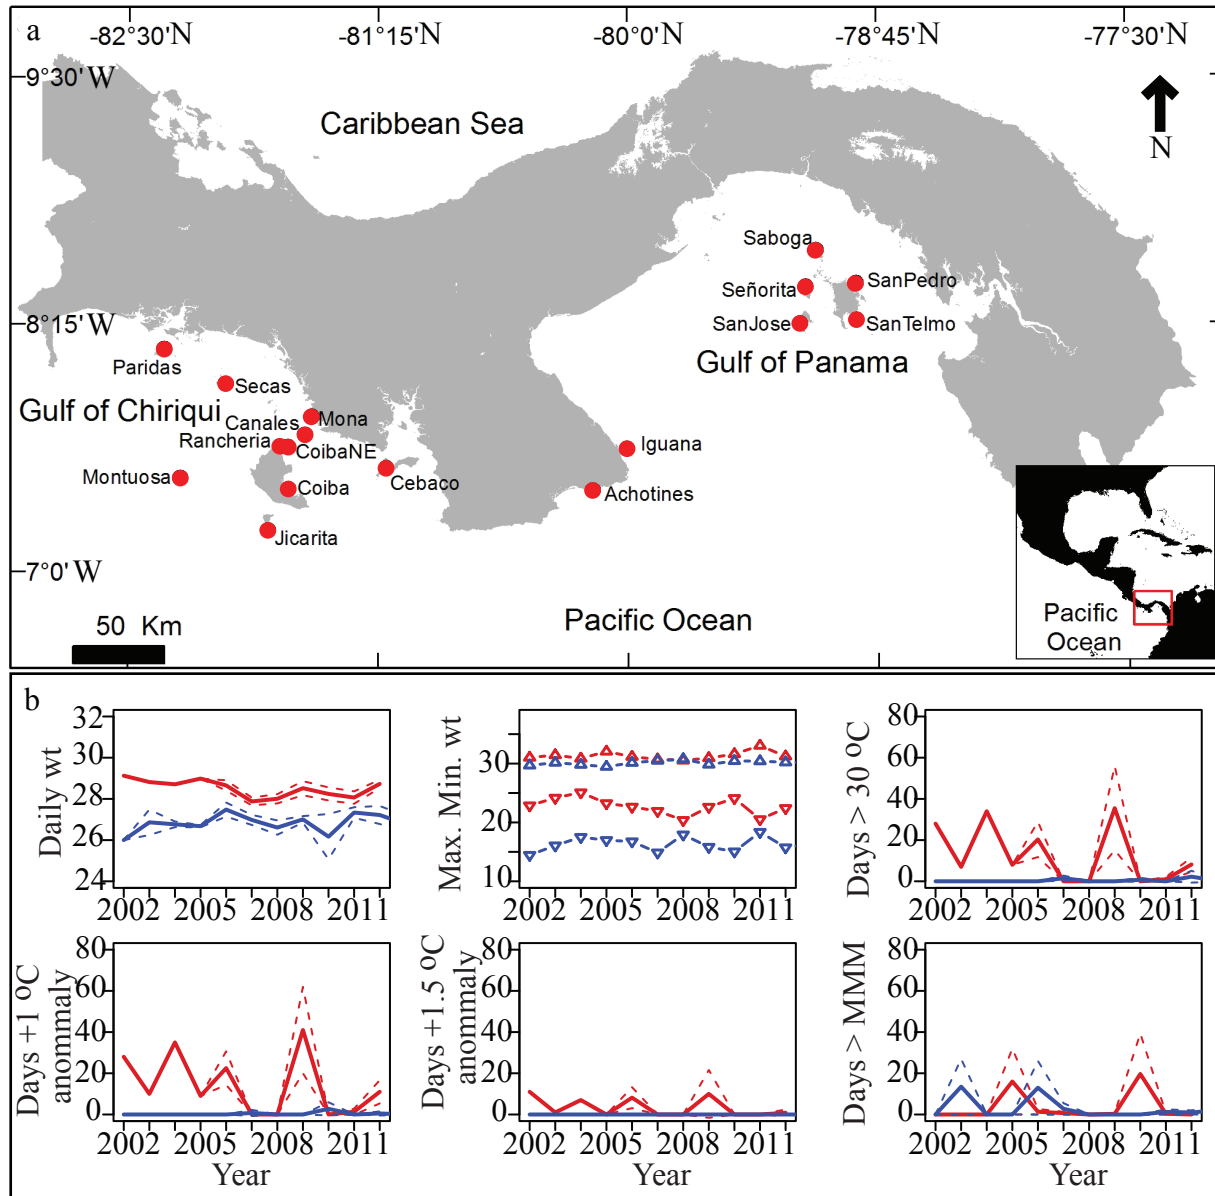 a
-82°30'N -81°15'N -80°0'N -78°45'N -77°30'N
9°30'W
Caribbean Sea
N
Saboga
SanPedro
Señorita
8°15'W
SanJose
SanTelmo
Gulf of Panama
Paridas
Secas
Gulf of Chiriqui
Canales
Mona
Rancheria
CoibaNE
Iguana
Montuosa
Cebaco
Coiba
Achotines
Jicarita
7°0'W
50 Km
Pacific Ocean
Pacific
Ocean
b
Daily wt
32
30
28
26
24
2002 2005 2008 2011
Max. Min. wt
30
20
10
2002 2005 2008 2011
Days > 30 °C
80
60
40
20
0
2002 2005 2008 2011
Days +1 °C
anommaly
80
60
40
20
0
2002 2005 2008 2011
Year
Days +1.5 °C
anommaly
80
60
40
20
0
2002 2005 2008 2011
Year
Days > MMM
80
60
40
20
0
2002 2005 2008 2011
Year